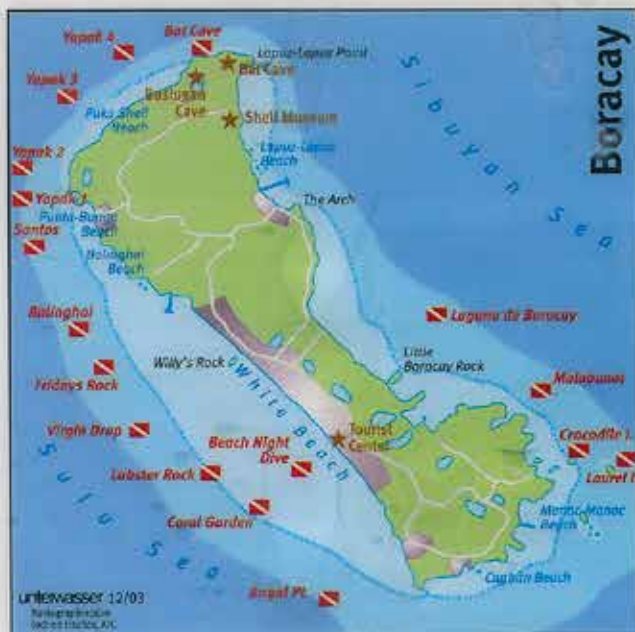 Boracay
Yapak 4
Bat Cave
Lapuz-Lapuz Point
Bat Cave
Yapak 3
Puka Shell
Beach
Cave
Shell Museum
Lapuz-Lapuz
Beach
Sibuyan Sea
Yapak 2
Yapak 1
Punta-Bunga
Beach
The Arch
Santos
Balinghai
Beach
Balinghai
Laguna de Boracay
Willy's Rock
Little
Boracay Rock
Fridays Rock
White Beach
Virgin Drop
Beach Night
Dive
Tourist
Center
Crocodile I.
Laurel I
Lobster Rock
Coral Garden
Manoc-Manoc
Beach
Sulu Sea
Cagban Beach
Angol Pt.
unterwasser 12/03